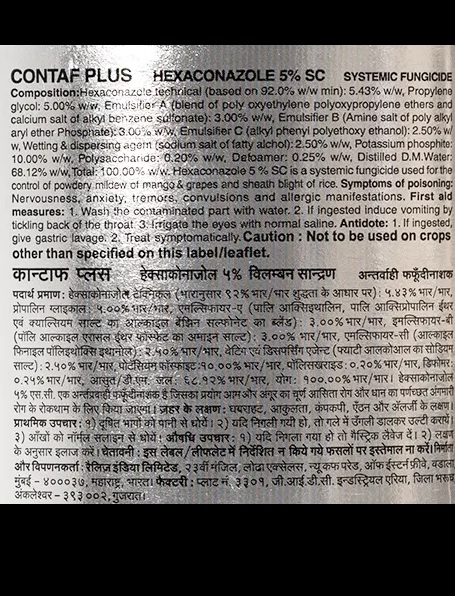 CONTAF PLUS HEXACONAZOLE 5% SC SYSTEMIC FUNGICIDE
Composition:Hexaconazole technical (based on 92.0% w/w min): 5.43% w/w, Propylene
glycol: 5.00% w/w, Emulsifier A (blend of poly oxyethylene polyoxypropylene ethers and
calcium salt of alkyl benzene sulfonate): 3.00% w/w, Emulsifier B (Amine salt of poly alkyl
aryl ether Phosphate): 3.00% w/w, Emulsifier C (alkyl phenyl polyethoxy ethanol): 2.50% w/
w, Wetting & dispersing agent (sodium salt of fatty alchol): 2.50% w/w, Potassium phosphite:
10.00% w/w, Polysaccharide: 0.20% w/w, Defoamer: 0.25% w/w, Distilled D.M.Water:
68.12% w/w,Total: 100.00% w/w. Hexaconazole 5 % SC is a systemic fungicide used for the
control of powdery mildew of mango & grapes and sheath blight of rice. Symptoms of poisoning:
Nervousness, anxiety, tremors, convulsions and allergic manifestations. First aid
measures: 1. Wash the contaminated part with water. 2. If ingested induce vomiting by
tickling back of the throat. 3. Irrigate the eyes with normal saline. Antidote: 1. If ingested,
give gastric lavage. 2. Treat symptomatically. Caution : Not to be used on crops
other than specified on this label/leaflet.
कान्टाफ प्लस हेक्साकोनाज़ोल ५% विलम्बन सान्द्रण अन्तर्वाही फफूँदीनाशक
पदार्थ प्रमाण : हेक्साकोनाज़ोल टेक्निकल (भारानुसार ९२% भार/भार शुद्धता के आधार पर) : ५.४३% भार/भार,
प्रोपालिन ग्लाइकाल : ५.००% भार/भार, एमल्सिफायर-ए (पालि आक्सिइथालिन, पालि आक्सिप्रोपालिन ईथर
एवं क्याल्सियम साल्ट का आल्काइल बेंझिन सल्फोनेट का ब्लेंड) : ३.००% भार/भार, इमल्सिफायर-बी
(पॉलि आल्काइल एरासल ईथर फॉस्फेट का अमाइन साल्ट) : ३.००% भार/भार, एमल्सिफायर-सी (आल्काइल
फिनाइल पॉलिइथोक्सि इथानोल) : २.५०% भार/भार, वेटिंग एवं डिसपर्सिंग एजेन्ट (फ्याटी आलकोआल का सोडियम
साल्ट) : २.५०% भार/भार, पोटॅसियम फॉस्फाइट : १०.००% भार/भार, पॉलिसखराइड : ०.२०% भार/भार, डिफोमर:
०.२५% भार/भार, आसुत/डी.एम. जल : ६८.१२% भार/भार, योग : १००.००% भार/भार। हेक्साकोनाज़ोल
५% एस.सी. एक अन्तर्प्रवाही फफूँदीनाशक है जिसका प्रयोग आम और अंगूर का चूर्ण आसिता रोग और धान का पर्णच्छद अंगमारी
रोग के रोकथाम के लिए किया जाएगा। ज़हर के लक्षण : घबराहट, आकुलता, कंपकपी, ऐंठन और अलर्जी के लक्षण।
प्राथमिक उपचार : १) दूषित भागों को पानी से धोयें। २) यदि निगली गयी हो, तो गले में उँगली डालकर उल्टी करायें।
३) आँखों को नॉर्मल सलाइन से धोयें। औषधि उपचार : १) यदि निगला गया हो तो गैस्ट्रिक लॅवेज दें। २) लक्षण
के अनुसार इलाज करें। चेतावनी : इस लेबल/लीफलेट में निर्देशित न किये गये फसलों पर इस्तेमाल ना करें। निर्माता
और विपणनकर्ता : रैलिज़ इंडिया लिमिटेड, २३वीं मंजिल, लोढा एक्सेलस, न्यू कफ परेड, ऑफ ईस्टर्न फ्रीवे, वडाला,
मुंबई - ४०००३७, महाराष्ट्र, भारत। फैक्टरी : प्लाट नं. ३३०१, जी.आई.डी.सी. इन्डस्ट्रियल एरिया, जिला भरूच
अंकलेश्वर - ३९३ ००२, गुजरात।